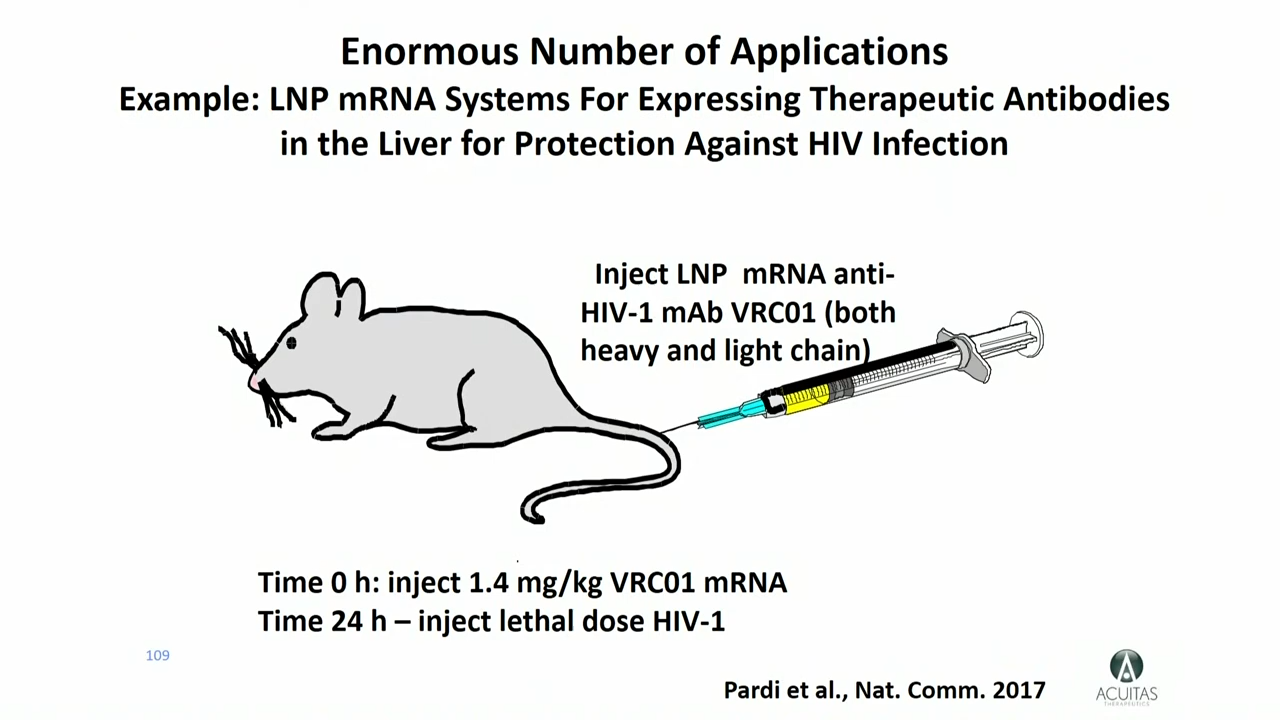 Enormous Number of Applications
Example: LNP mRNA Systems For Expressing Therapeutic Antibodies
in the Liver for Protection Against HIV Infection
Inject LNP mRNA anti-
HIV-1 mAb VRC01 (both
heavy and light chain)
Time 0 h: inject 1.4 mg/kg VRC01 mRNA
Time 24 h – inject lethal dose HIV-1
109
Pardi et al., Nat. Comm. 2017
ACUITAS
THERAPEUTICS